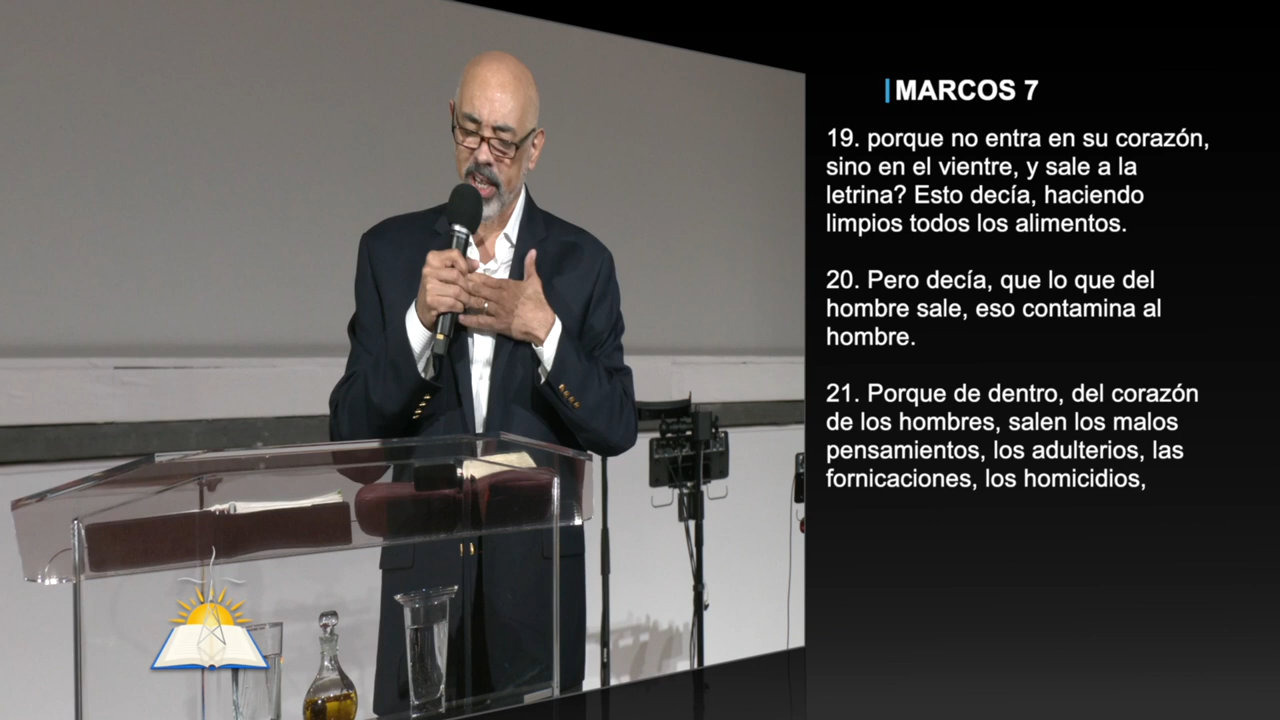 MARCOS 7
19. porque no entra en su corazón,
sino en el vientre, y sale a la
letrina? Esto decía, haciendo
limpios todos los alimentos.
20. Pero decía, que lo que del
hombre sale, eso contamina al
hombre.
21. Porque de dentro, del corazón
de los hombres, salen los malos
pensamientos, los adulterios, las
fornicaciones, los homicidios,